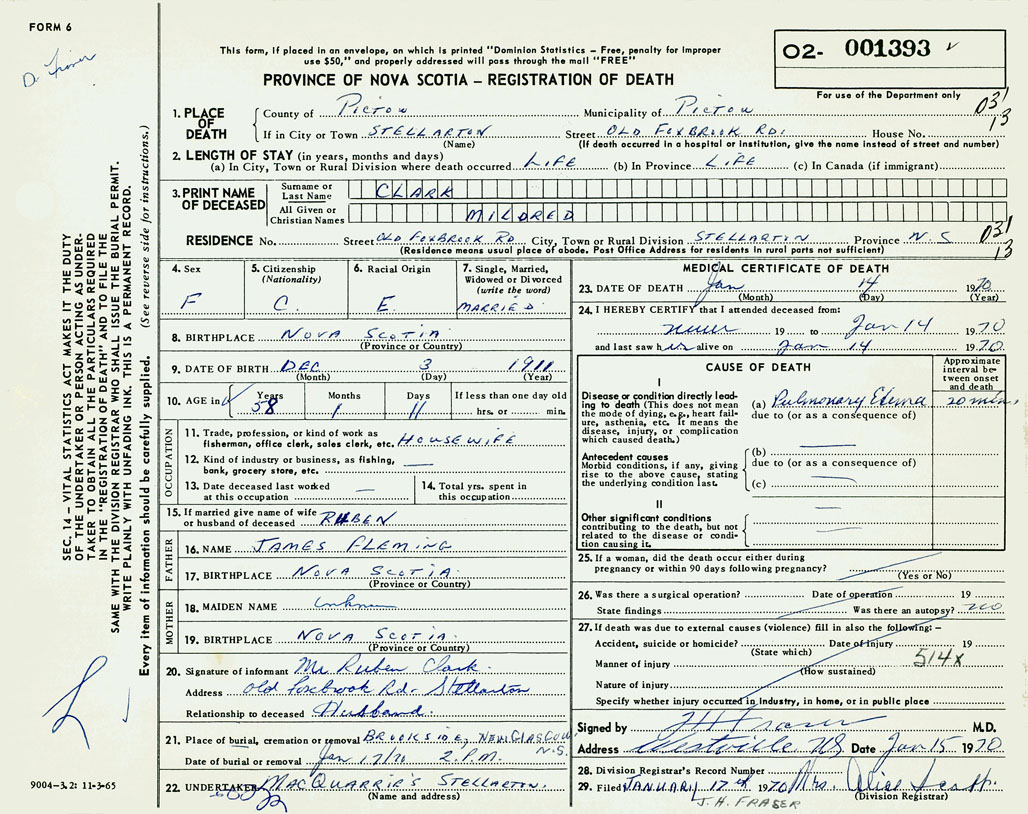 FORM 6
D. Fraser
This form, if placed in an envelope, on which is printed "Dominion Statistics – Free, penalty for improper
use $50," and properly addressed will pass through the mail "FREE"
PROVINCE OF NOVA SCOTIA – REGISTRATION OF DEATH
02- 001393
For use of the Department only
031
13
1. PLACE OF DEATH County of PICTOU Municipality of PICTOU
If in City or Town STELLARTON Street OLD FOXBROOK RD. House No.
(Name) (If death occurred in a hospital or Institution, give the name instead of street and number)
2. LENGTH OF STAY (in years, months and days)
(a) In City, Town or Rural Division where death occurred LIFE (b) In Province LIFE (c) In Canada (if immigrant)
3. PRINT NAME OF DECEASED Surname or Last Name CLARK
All Given or Christian Names MILDRED
RESIDENCE No. Street OLD FOXBROOK RD City, Town or Rural Division STELLARTON Province N.S
(Residence means usual place of abode. Post Office Address for residents in rural parts not sufficient)
031
13
4. Sex F
5. Citizenship (Nationality) C.
6. Racial Origin E.
7. Single, Married, Widowed or Divorced (write the word) MARRIED.
8. BIRTHPLACE NOVA SCOTIA.
(Province or Country)
9. DATE OF BIRTH DEC 3 1911
(Month) (Day) (Year)
10. AGE in Years 58 Months 1 Days 11 If less than one day old hrs. or min.
OCCUPATION
11. Trade, profession, or kind of work as fisherman, office clerk, sales clerk, etc. HOUSEWIFE
12. Kind of industry or business, as fishing, bank, grocery store, etc. —
13. Date deceased last worked at this occupation —
14. Total yrs. spent in this occupation
15. If married give name of wife or husband of deceased RUBEN
FATHER
16. NAME JAMES FLEMING
17. BIRTHPLACE NOVA SCOTIA.
(Province or Country)
MOTHER
18. MAIDEN NAME unknown
19. BIRTHPLACE NOVA SCOTIA.
(Province or Country)
20. Signature of informant Mr. Ruben Clark.
Address Old Foxbrook Rd. Stellarton
Relationship to deceased Husband.
21. Place of burial, cremation or removal BROOKSIDE, NEW GLASGOW N.S.
Date of burial or removal Jan 17/70 2. P.M.
22. UNDERTAKER MACQUARRIE'S STELLARTON.
(Name and address)
MEDICAL CERTIFICATE OF DEATH
23. DATE OF DEATH Jan 14 1970
(Month) (Day) (Year)
24. I HEREBY CERTIFY that I attended deceased from:
never 19 to Jan 14 1970
and last saw her alive on Jan 14 1970.
CAUSE OF DEATH
Approximate interval between onset and death
I
Disease or condition directly leading to death (This does not mean the mode of dying, e.g., heart failure, asthenia, etc. It means the disease, injury, or complication which caused death.)
(a) Pulmonary Edema 20 min.
due to (or as a consequence of)
Antecedent causes
Morbid conditions, if any, giving rise to the above cause, stating the underlying condition last.
(b)
due to (or as a consequence of)
(c)
II
Other significant conditions
contributing to the death, but not related to the disease or condition causing it.
25. If a woman, did the death occur either during
pregnancy or within 90 days following pregnancy?
(Yes or No)
26. Was there a surgical operation? Date of operation 19
State findings Was there an autopsy? no
27. If death was due to external causes (violence) fill in also the following: –
Accident, suicide or homicide? Date of Injury 19
(State which) 514x
Manner of injury
(How sustained)
Nature of injury
Specify whether injury occurred in Industry, in home, or in public place
Signed by JH Fraser M.D.
Address Westville NS Date Jan 15 1970
28. Division Registrar's Record Number
29. Filed JANUARY 17th 1970 Mrs. Alice Scott
(Division Registrar)
J.H. FRASER
SEC. 14 – VITAL STATISTICS ACT MAKES IT THE DUTY
OF THE UNDERTAKER OR PERSON ACTING AS UNDER-
TAKER TO OBTAIN ALL THE PARTICULARS REQUIRED
IN THE "REGISTRATION OF DEATH" AND TO FILE THE
SAME WITH THE DIVISION REGISTRAR WHO SHALL ISSUE THE BURIAL PERMIT.
WRITE PLAINLY WITH UNFADING INK. THIS IS A PERMANENT RECORD.
Every item of information should be carefully supplied. (See reverse side for instructions.)
9004-3.2: 11-3-65